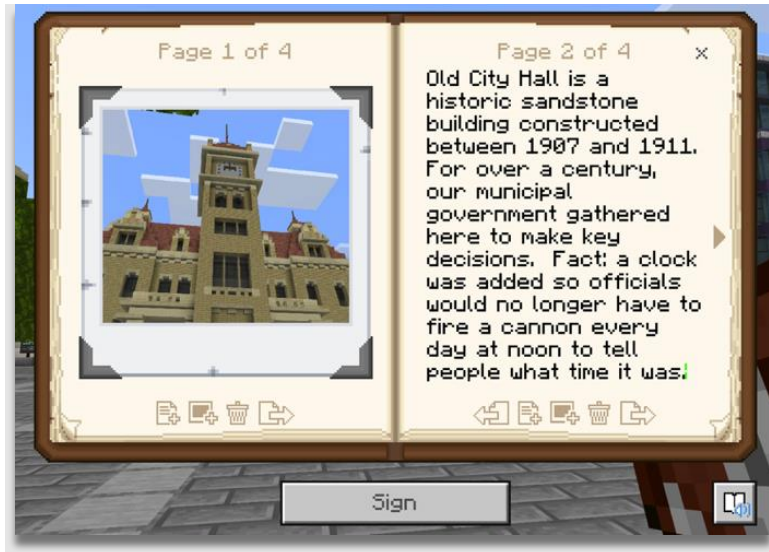 Page 1 of 4
Page 2 of 4
Old City Hall is a
historic sandstone
building constructed
between 1907 and 1911.
For over a century,
our municipal
government gathered
here to make key
decisions.  Fact: a clock
was added so officials
would no longer have to
fire a cannon every
day at noon to tell
people what time it was.
Sign